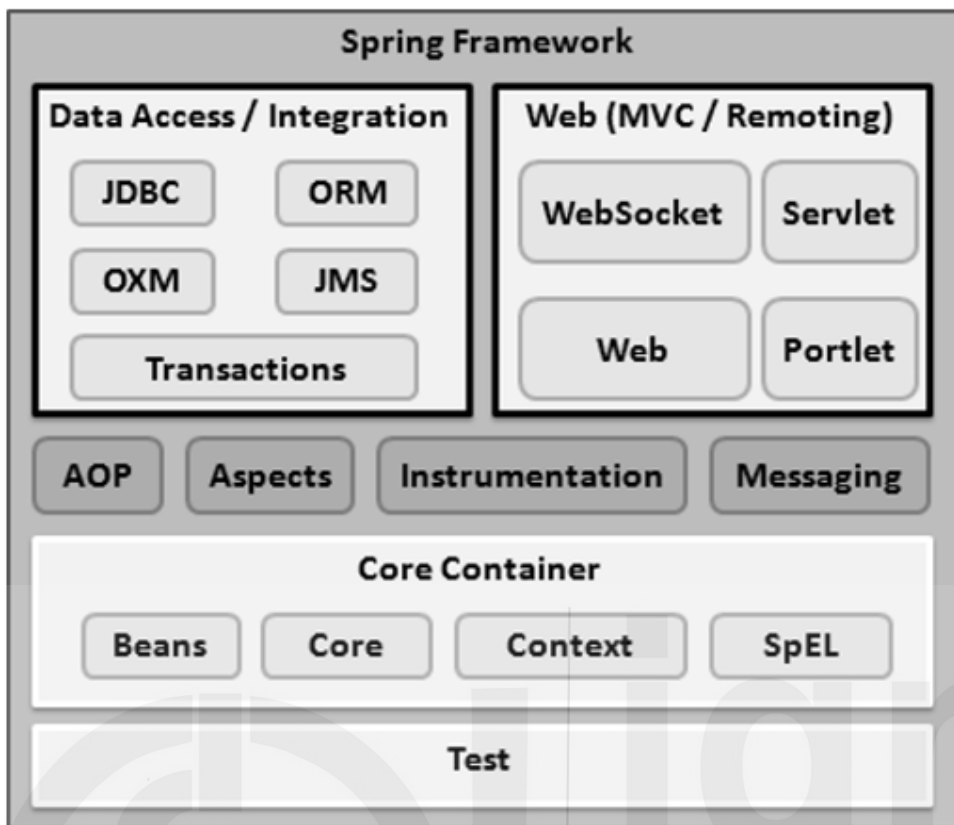 Spring Framework
Data Access / Integration
JDBC
ORM
OXM
JMS
Transactions
Web (MVC / Remoting)
WebSocket
Servlet
Web
Portlet
AOP
Aspects
Instrumentation
Messaging
Core Container
Beans
Core
Context
SpEL
Test